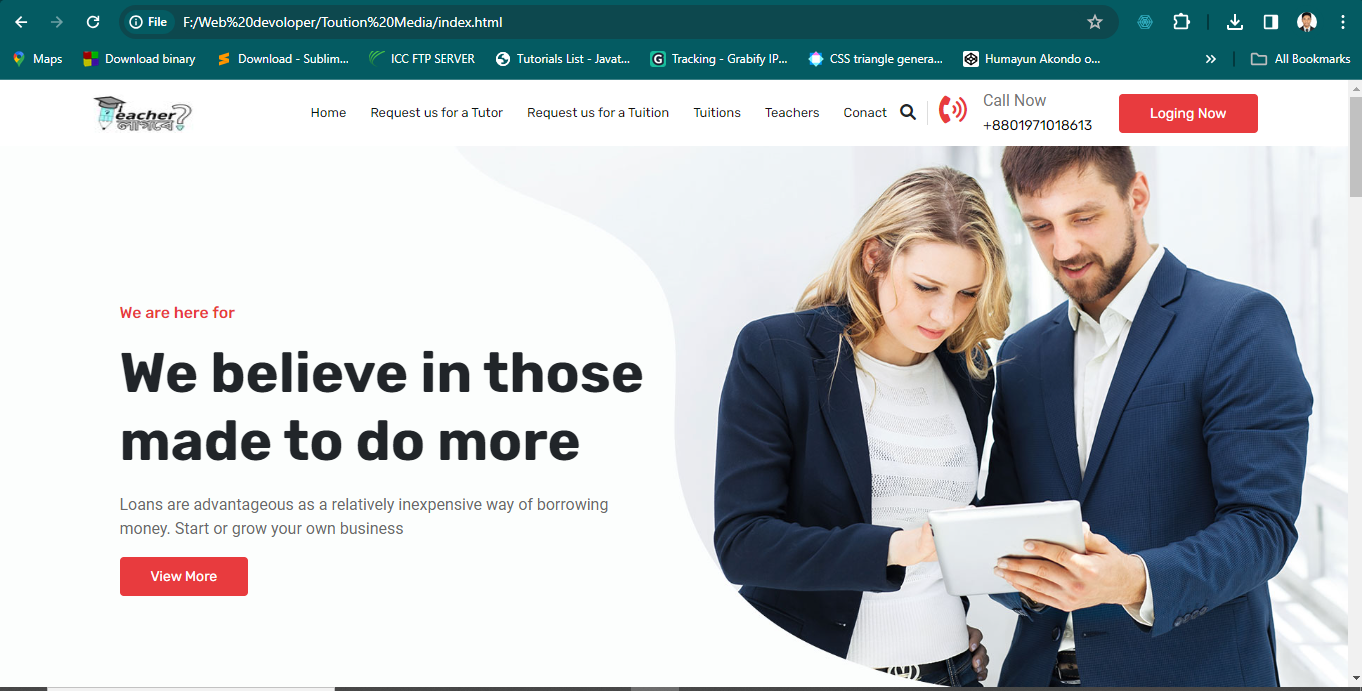 File F:/Web%20devoloper/Toution%20Media/index.html
Maps Download binary Download - Sublim... ICC FTP SERVER Tutorials List - Javat... Tracking - Grabify IP... CSS triangle genera... Humayun Akondo o... » All Bookmarks
eacher?
লাগবে
Home Request us for a Tutor Request us for a Tuition Tuitions Teachers Conact
Call Now
+8801971018613
Loging Now
We are here for
We believe in those
made to do more
Loans are advantageous as a relatively inexpensive way of borrowing
money. Start or grow your own business
View More